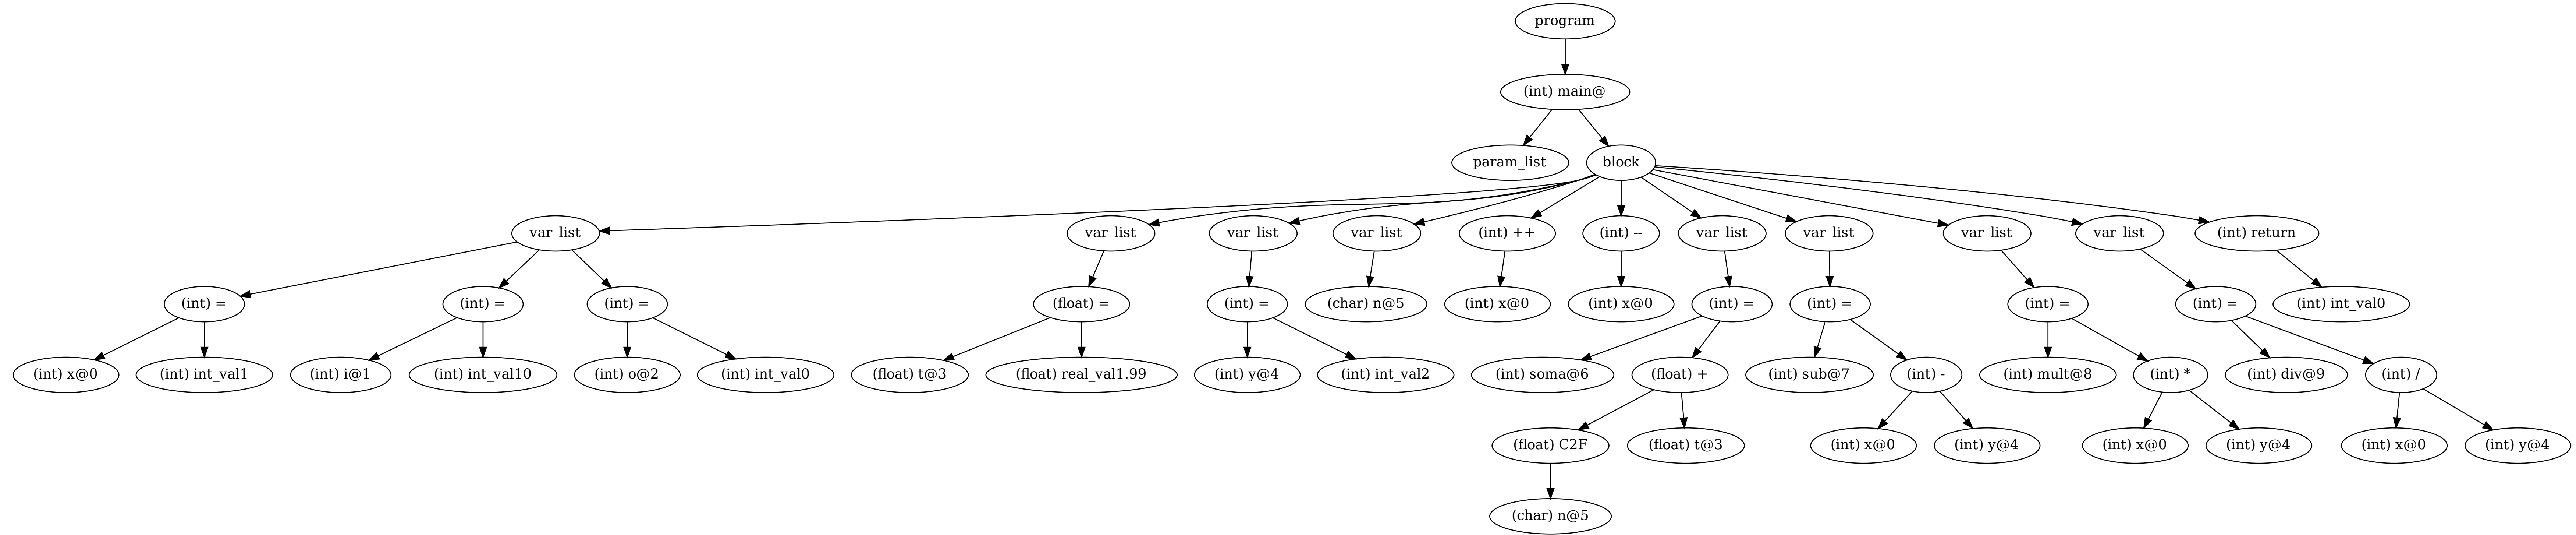 program
(int) main@
param_list
block
var_list
var_list
var_list
var_list
(int) ++
(int) --
var_list
var_list
var_list
var_list
(int) return
(int) =
(int) =
(int) =
(float) =
(int) =
(char) n@5
(int) x@0
(int) x@0
(int) =
(int) =
(int) =
(int) =
(int) int_val0
(int) x@0
(int) int_val1
(int) i@1
(int) int_val10
(int) o@2
(int) int_val0
(float) t@3
(float) real_val1.99
(int) y@4
(int) int_val2
(int) soma@6
(float) +
(int) sub@7
(int) -
(int) mult@8
(int) *
(int) div@9
(int) /
(float) C2F
(float) t@3
(int) x@0
(int) y@4
(int) x@0
(int) y@4
(int) x@0
(int) y@4
(char) n@5